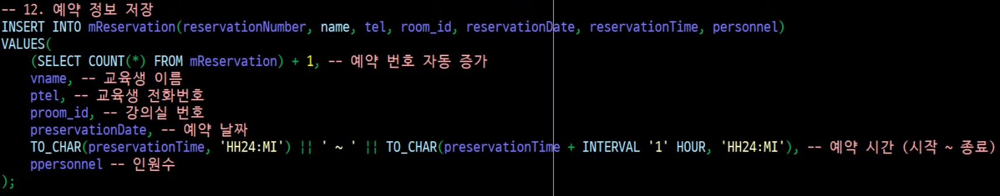 -- 12. 예약 정보 저장
INSERT INTO mReservation(reservationNumber, name, tel, room_id, reservationDate, reservationTime, personnel)
VALUES(
    (SELECT COUNT(*) FROM mReservation) + 1, -- 예약 번호 자동 증가
    vname, -- 교육생 이름
    ptel, -- 교육생 전화번호
    proom_id, -- 강의실 번호
    preservationDate, -- 예약 날짜
    TO_CHAR(preservationTime, 'HH24:MI') || ' ~ ' || TO_CHAR(preservationTime + INTERVAL '1' HOUR, 'HH24:MI'), -- 예약 시간 (시작 ~ 종료)
    ppersonnel -- 인원수
);